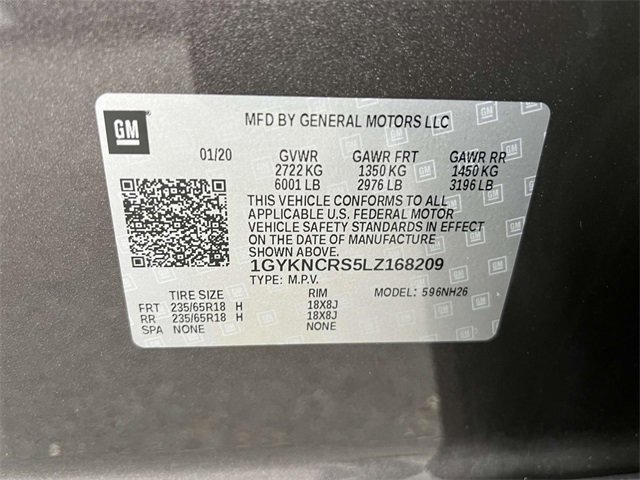 GM
MFD BY GENERAL MOTORS LLC
01/20 GVWR GAWR FRT GAWR RR
2722 KG 1350 KG 1450 KG
6001 LB 2976 LB 3196 LB
THIS VEHICLE CONFORMS TO ALL
APPLICABLE U.S. FEDERAL MOTOR
VEHICLE SAFETY STANDARDS IN EFFECT
ON THE DATE OF MANUFACTURE
SHOWN ABOVE.
1GYKNCRS5LZ168209
TYPE: M.P.V.
TIRE SIZE RIM MODEL: 596NH26
FRT 235/65R18 H 18X8J
RR 235/65R18 H 18X8J
SPA NONE NONE